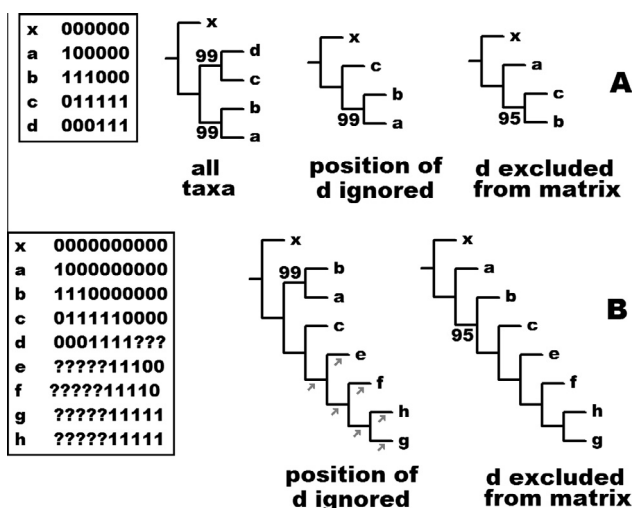 x 000000
a 100000
b 111000
c 011111
d 000111
x
99
d
c
b
99
a
all
taxa
x
c
b
99
a
position of
d ignored
x
a
c
95
b
d excluded
from matrix
A
x 0000000000
a 1000000000
b 1110000000
c 0111110000
d 0001111???
e ?????11100
f ?????11110
g ?????11111
h ?????11111
x
99
b
a
c
e
f
h
g
position of
d ignored
x
a
b
95
c
e
f
h
g
d excluded
from matrix
B